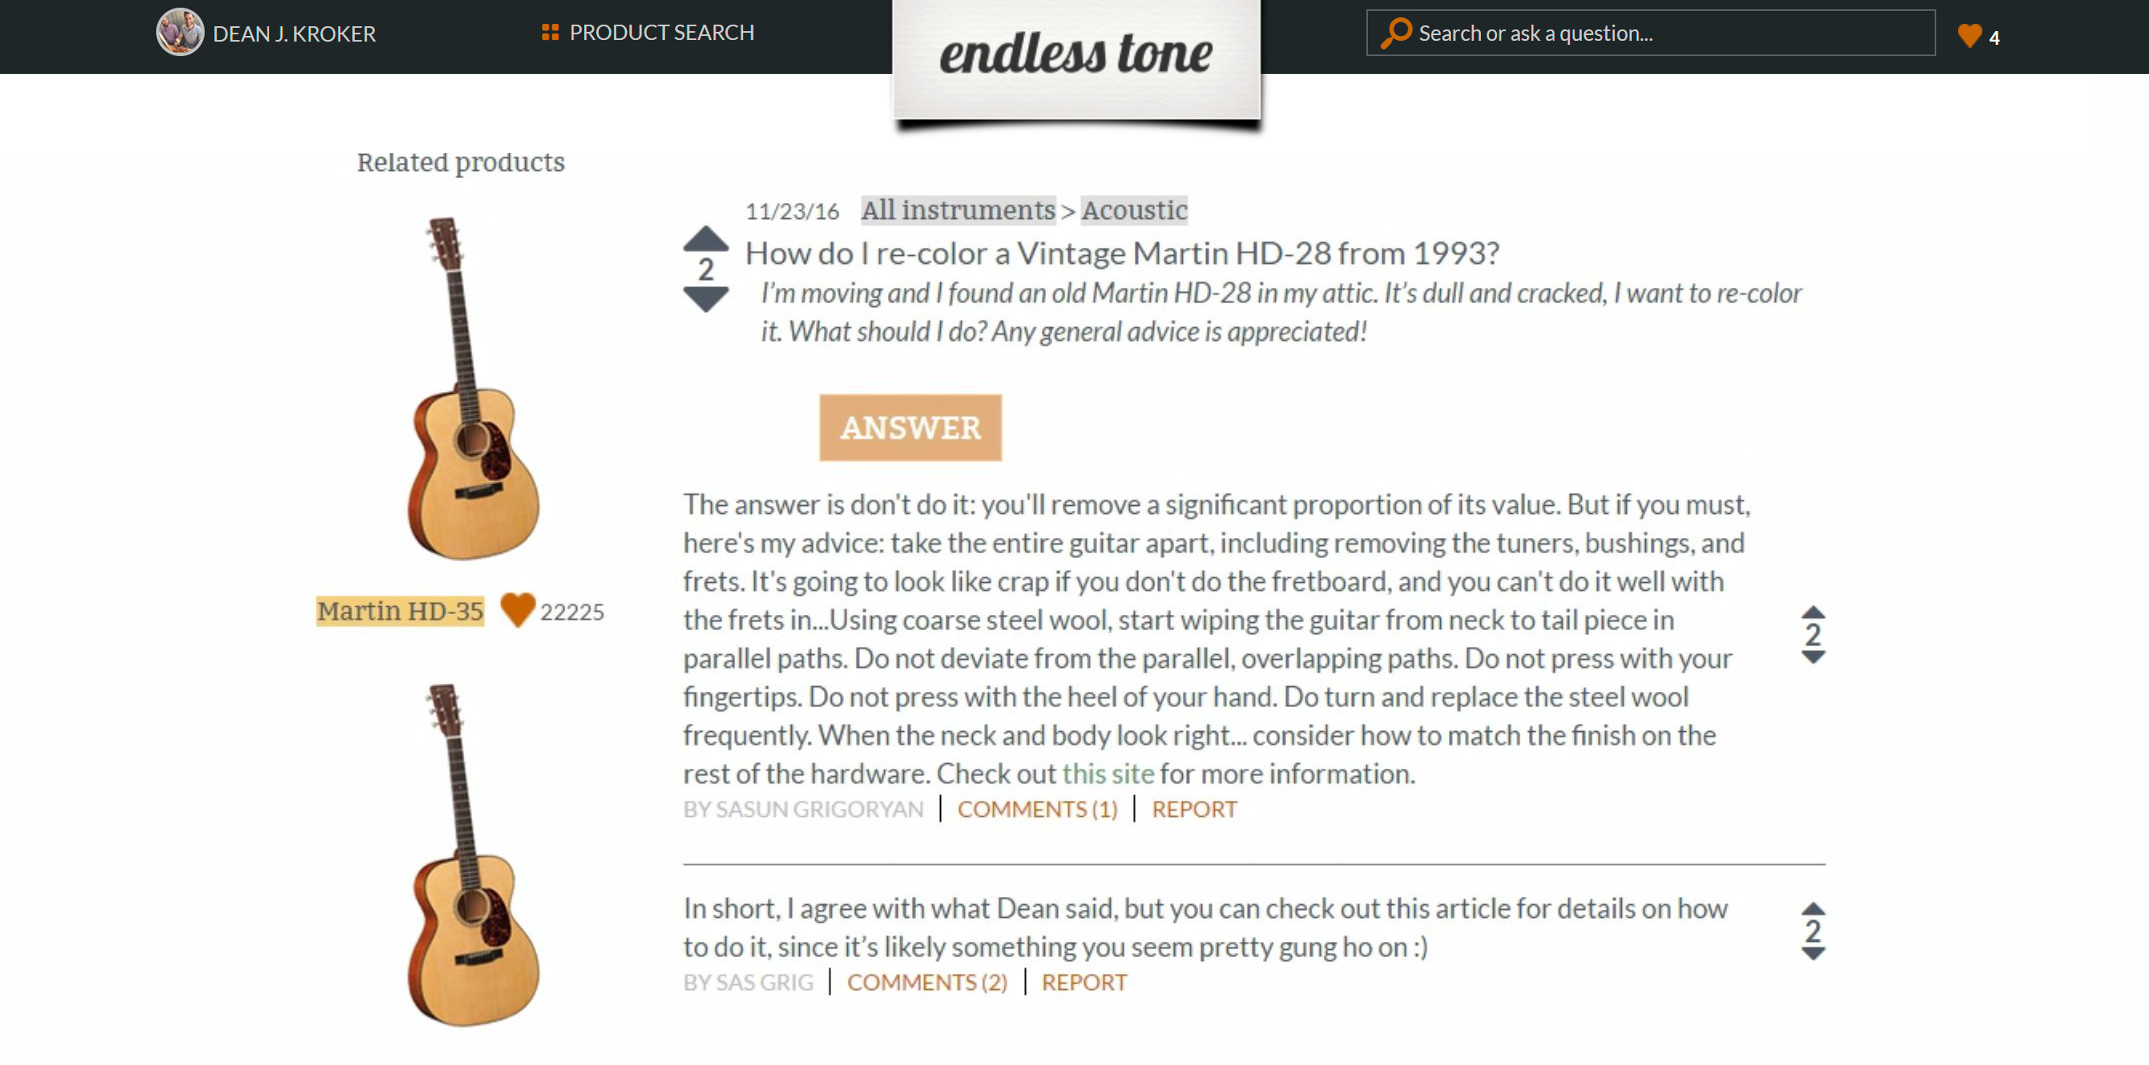 DEAN J. KROKER
PRODUCT SEARCH
endless tone
Search or ask a question...
4
Related products
Martin HD-35
22225
11/23/16 All instruments > Acoustic
2
How do I re-color a Vintage Martin HD-28 from 1993?
I'm moving and I found an old Martin HD-28 in my attic. It's dull and cracked, I want to re-color
it. What should I do? Any general advice is appreciated!
ANSWER
The answer is don't do it: you'll remove a significant proportion of its value. But if you must,
here's my advice: take the entire guitar apart, including removing the tuners, bushings, and
frets. It's going to look like crap if you don't do the fretboard, and you can't do it well with
the frets in...Using coarse steel wool, start wiping the guitar from neck to tail piece in
parallel paths. Do not deviate from the parallel, overlapping paths. Do not press with your
fingertips. Do not press with the heel of your hand. Do turn and replace the steel wool
frequently. When the neck and body look right... consider how to match the finish on the
rest of the hardware. Check out this site for more information.
2
BY SASUN GRIGORYAN | COMMENTS (1) | REPORT
In short, I agree with what Dean said, but you can check out this article for details on how
to do it, since it’s likely something you seem pretty gung ho on :)
2
BY SAS GRIG | COMMENTS (2) | REPORT